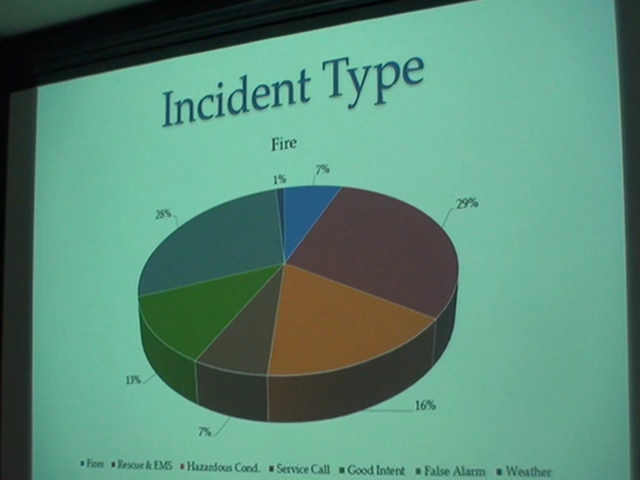 Incident Type
Fire
1%
7%
28%
29%
13%
16%
7%
Fires Rescue & EMS Hazardous Cond. Service Call Good Intent False Alarm Weather